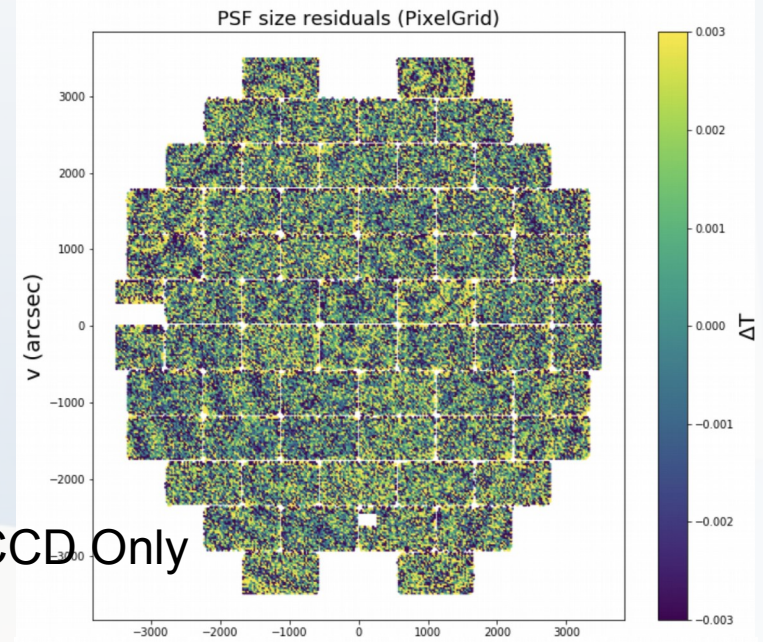 PSF size residuals (PixelGrid)
3000
2000
1000
0
−1000
−2000
−3000
v (arcsec)
−3000 −2000 −1000 0 1000 2000 3000
0.003
0.002
0.001
0.000
−0.001
−0.002
−0.003
ΔT
CCD Only